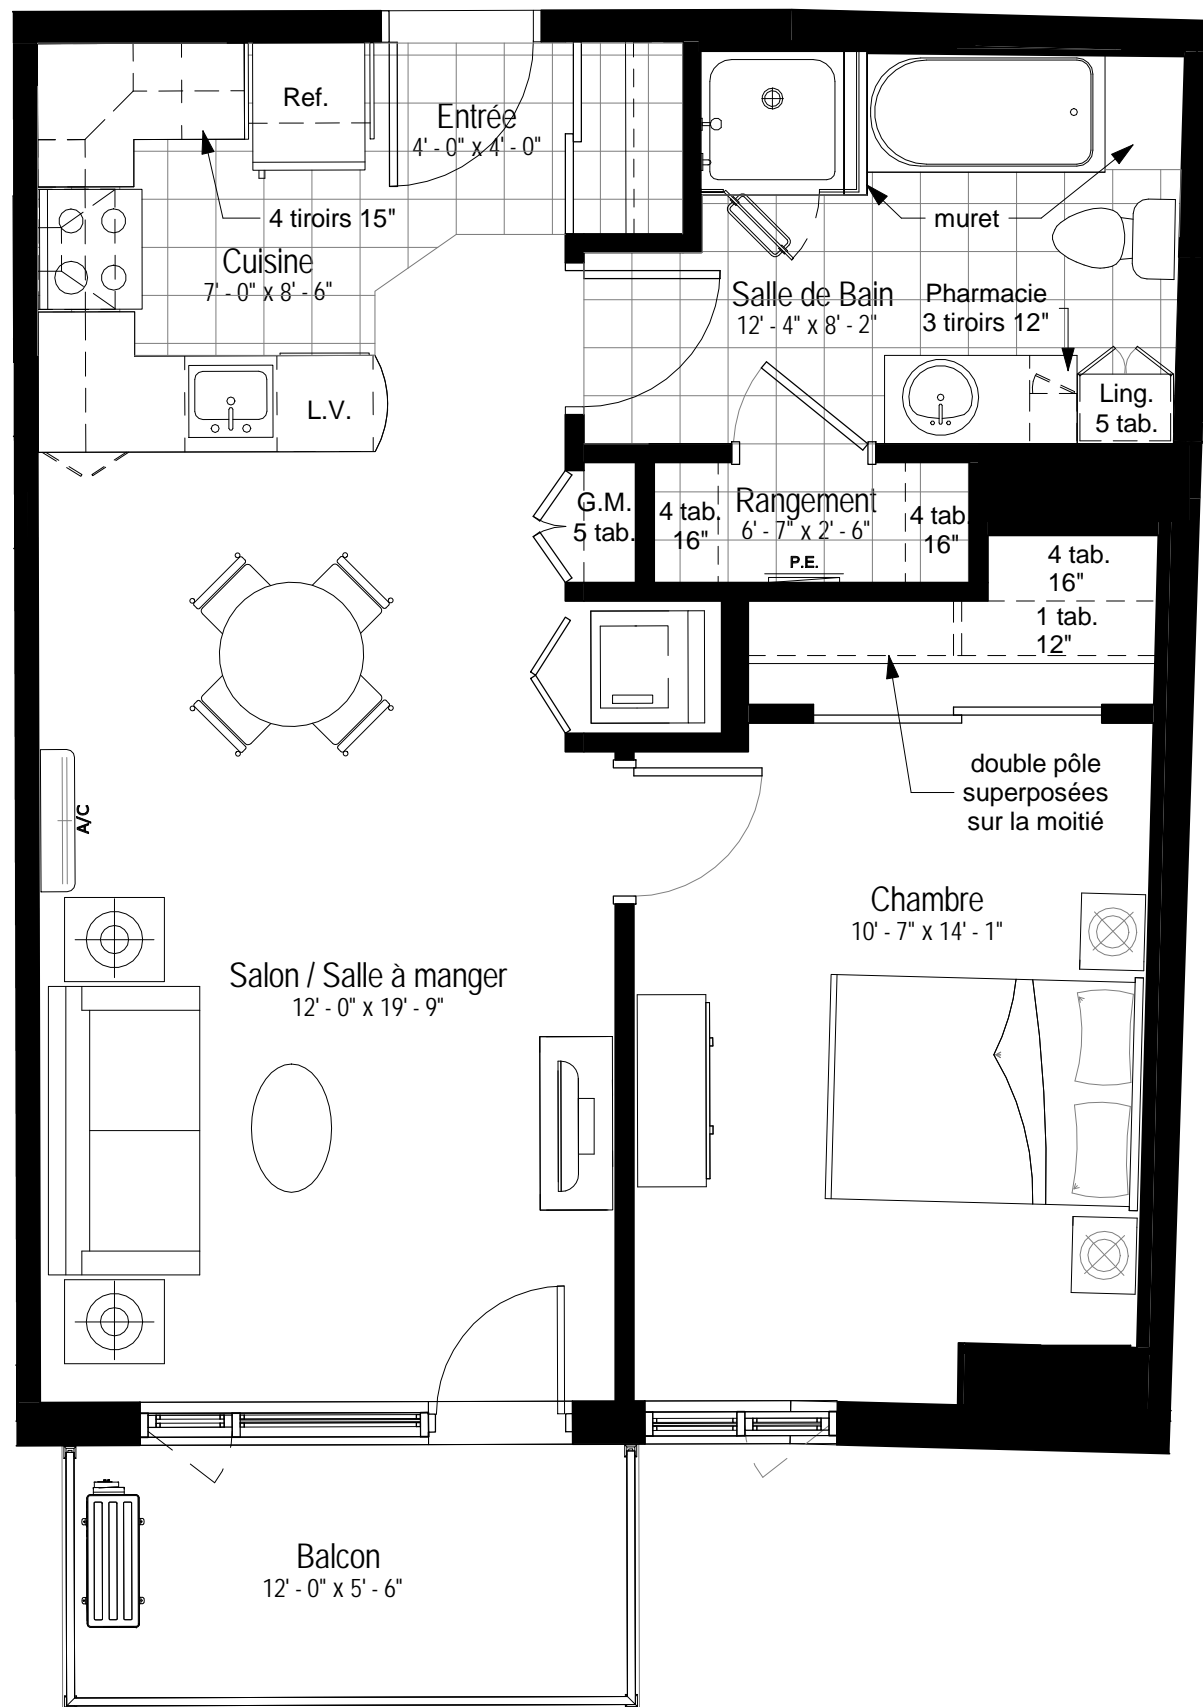 Ref.
Entrée
4' - 0" x 4' - 0"
4 tiroirs 15"
muret
Cuisine
7' - 0" x 8' - 6"
Salle de Bain
12' - 4" x 8' - 2"
Pharmacie
3 tiroirs 12"
L.V.
Ling.
5 tab.
G.M.
5 tab.
4 tab.
16"
Rangement
6' - 7" x 2' - 6"
P.E.
4 tab.
16"
4 tab.
16"
1 tab.
12"
double pôle
superposées
sur la moitié
A/C
Chambre
10' - 7" x 14' - 1"
Salon / Salle à manger
12' - 0" x 19' - 9"
Balcon
12' - 0" x 5' - 6"